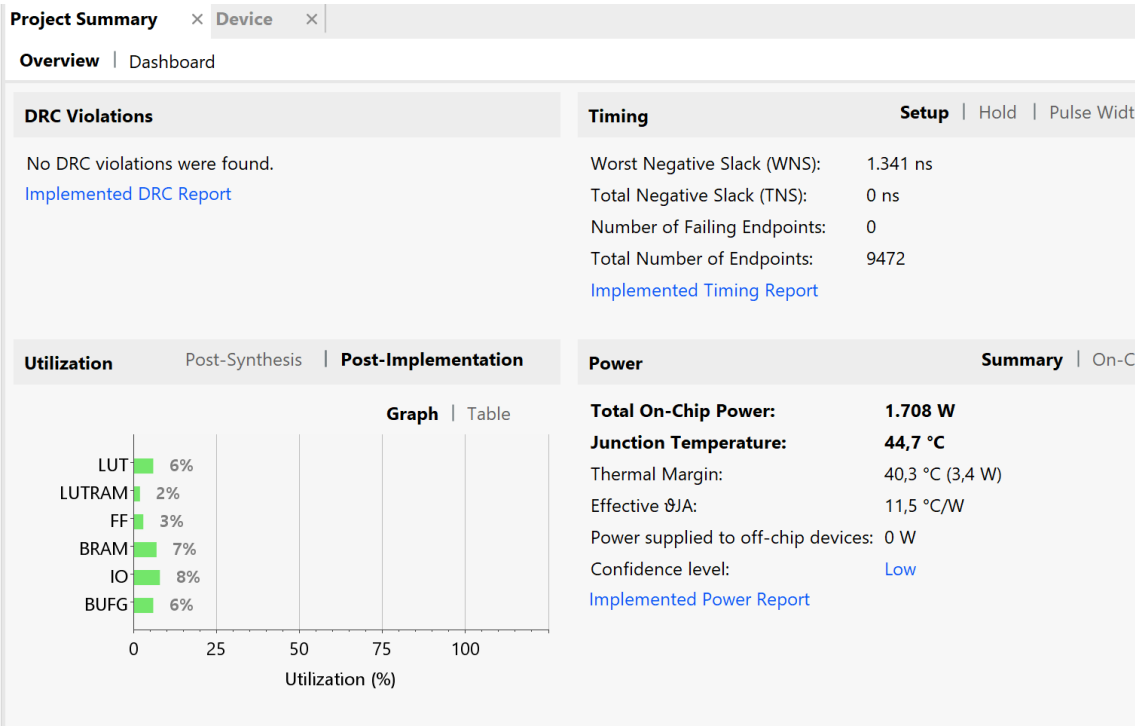 Project Summary × Device ×
Overview | Dashboard
DRC Violations
No DRC violations were found.
Implemented DRC Report
Timing Setup | Hold | Pulse Widt
Worst Negative Slack (WNS): 1.341 ns
Total Negative Slack (TNS): 0 ns
Number of Failing Endpoints: 0
Total Number of Endpoints: 9472
Implemented Timing Report
Utilization Post-Synthesis | Post-Implementation
Graph | Table
LUT 6%
LUTRAM 2%
FF 3%
BRAM 7%
IO 8%
BUFG 6%
0 25 50 75 100
Utilization (%)
Power Summary | On-C
Total On-Chip Power: 1.708 W
Junction Temperature: 44,7 °C
Thermal Margin: 40,3 °C (3,4 W)
Effective ϑJA: 11,5 °C/W
Power supplied to off-chip devices: 0 W
Confidence level: Low
Implemented Power Report